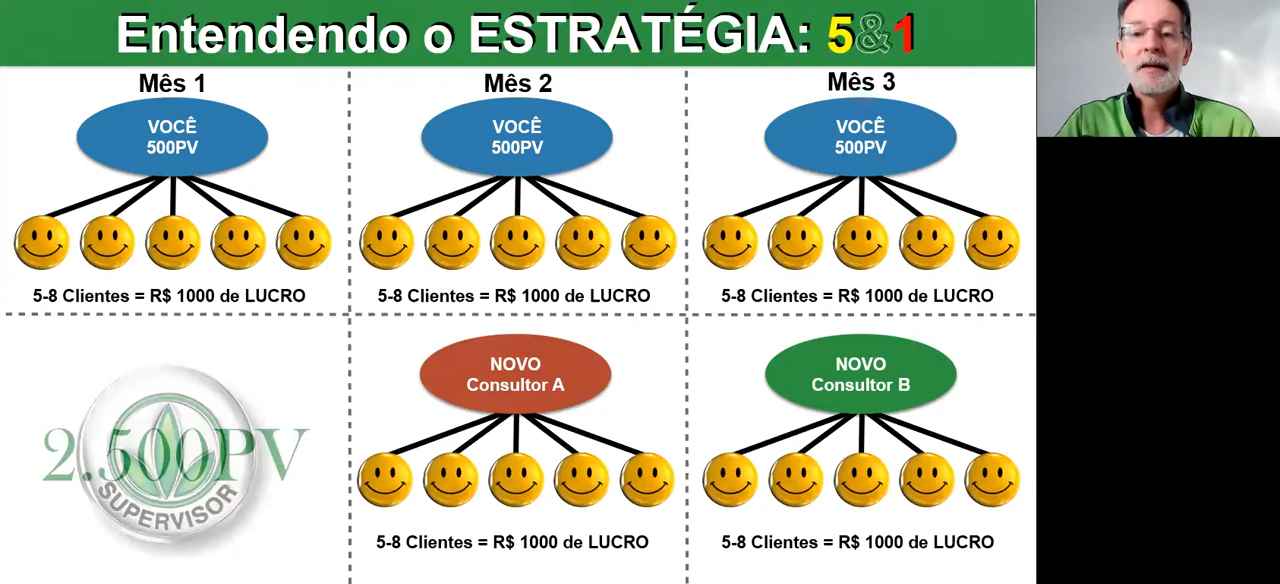 Entendendo o ESTRATÉGIA: 5&1
Mês 1
VOCÊ
500PV
5-8 Clientes = R$ 1000 de LUCRO
Mês 2
VOCÊ
500PV
5-8 Clientes = R$ 1000 de LUCRO
Mês 3
VOCÊ
500PV
5-8 Clientes = R$ 1000 de LUCRO
2.500PV
SUPERVISOR
NOVO
Consultor A
5-8 Clientes = R$ 1000 de LUCRO
NOVO
Consultor B
5-8 Clientes = R$ 1000 de LUCRO